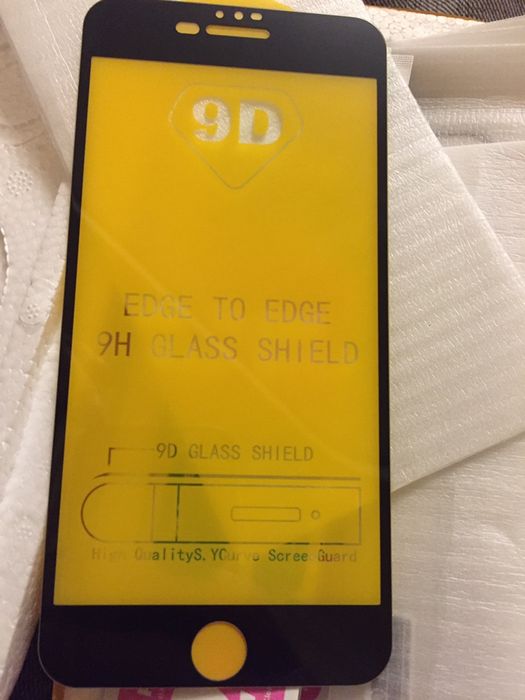 9D
EDGE TO EDGE
9H GLASS SHIELD
9D GLASS SHIELD
High QualityS.YCurve Scree Guard